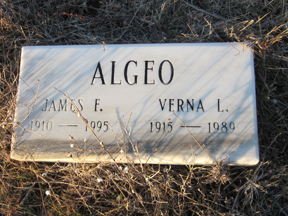 ALGEO
JAMES F. VERNA L.
1910 — 1995 1915 — 1989